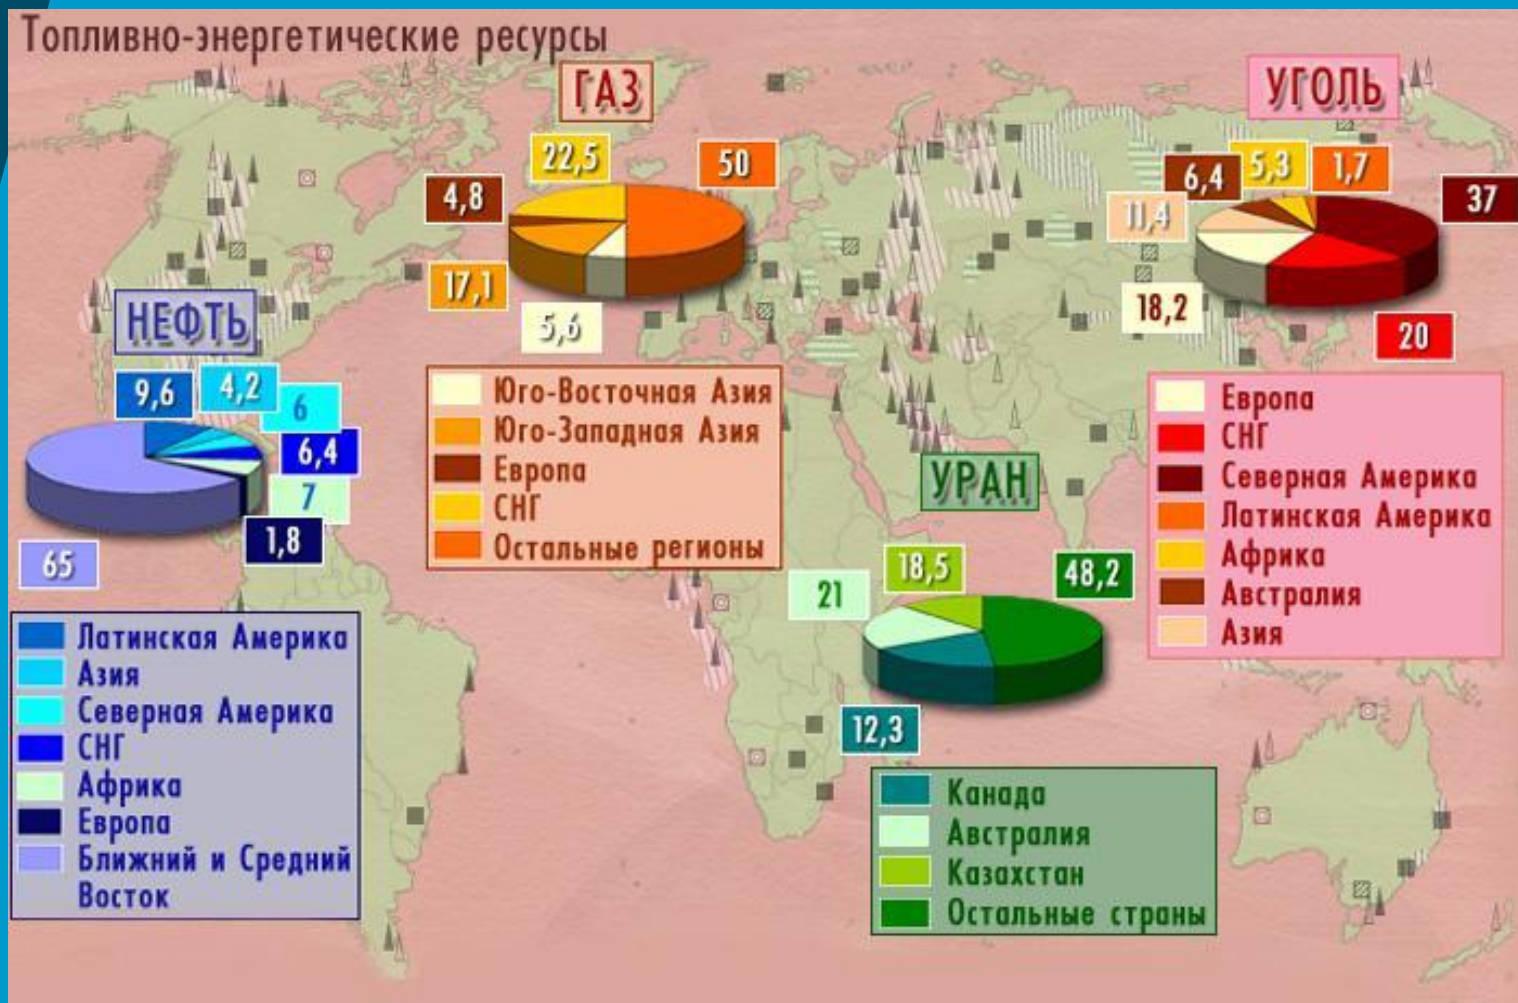 Топливно-энергетические ресурсы
ГАЗ
22,5
50
4,8
17,1
5,6
Юго-Восточная Азия
Юго-Западная Азия
Европа
СНГ
Остальные регионы
УГОЛЬ
5,3
1,7
6,4
37
11,4
18,2
20
Европа
СНГ
Северная Америка
Латинская Америка
Африка
Австралия
Азия
НЕФТЬ
9,6
4,2
6
6,4
7
1,8
65
Латинская Америка
Азия
Северная Америка
СНГ
Африка
Европа
Ближний и Средний
Восток
УРАН
18,5
48,2
21
12,3
Канада
Австралия
Казахстан
Остальные страны